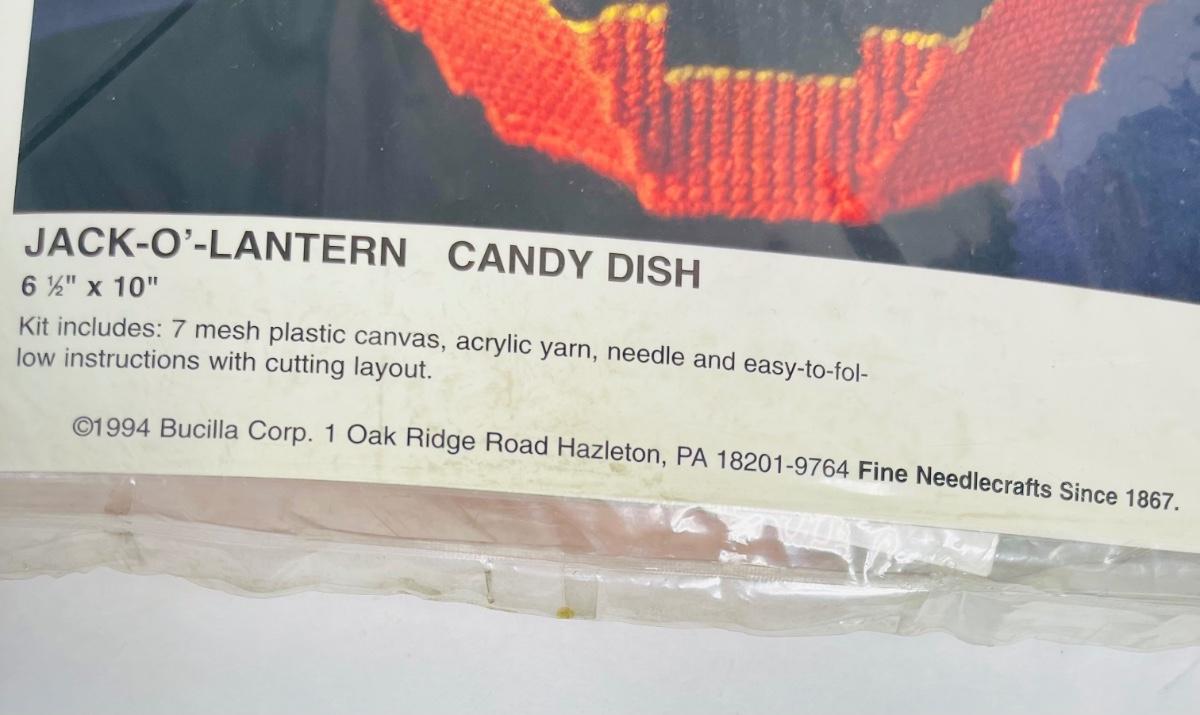 JACK-O'-LANTERN CANDY DISH
6 ½" x 10"
Kit includes: 7 mesh plastic canvas, acrylic yarn, needle and easy-to-fol-
low instructions with cutting layout.
©1994 Bucilla Corp. 1 Oak Ridge Road Hazleton, PA 18201-9764 Fine Needlecrafts Since 1867.